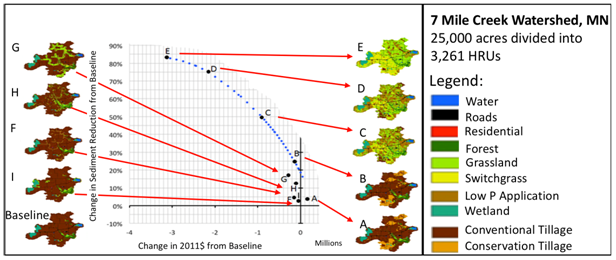 G
H
F
I
Baseline
Change in Sediment Reduction from Baseline
90%
80%
70%
60%
50%
40%
30%
20%
10%
0%
-10%
-4
-3
-2
-1
0
Change in 2011$ from Baseline
Millions
E
D
C
B
G
H
I
F
A
E
D
C
B
A
7 Mile Creek Watershed, MN
25,000 acres divided into
3,261 HRUs
Legend:
Water
Roads
Residential
Forest
Grassland
Switchgrass
Low P Application
Wetland
Conventional Tillage
Conservation Tillage